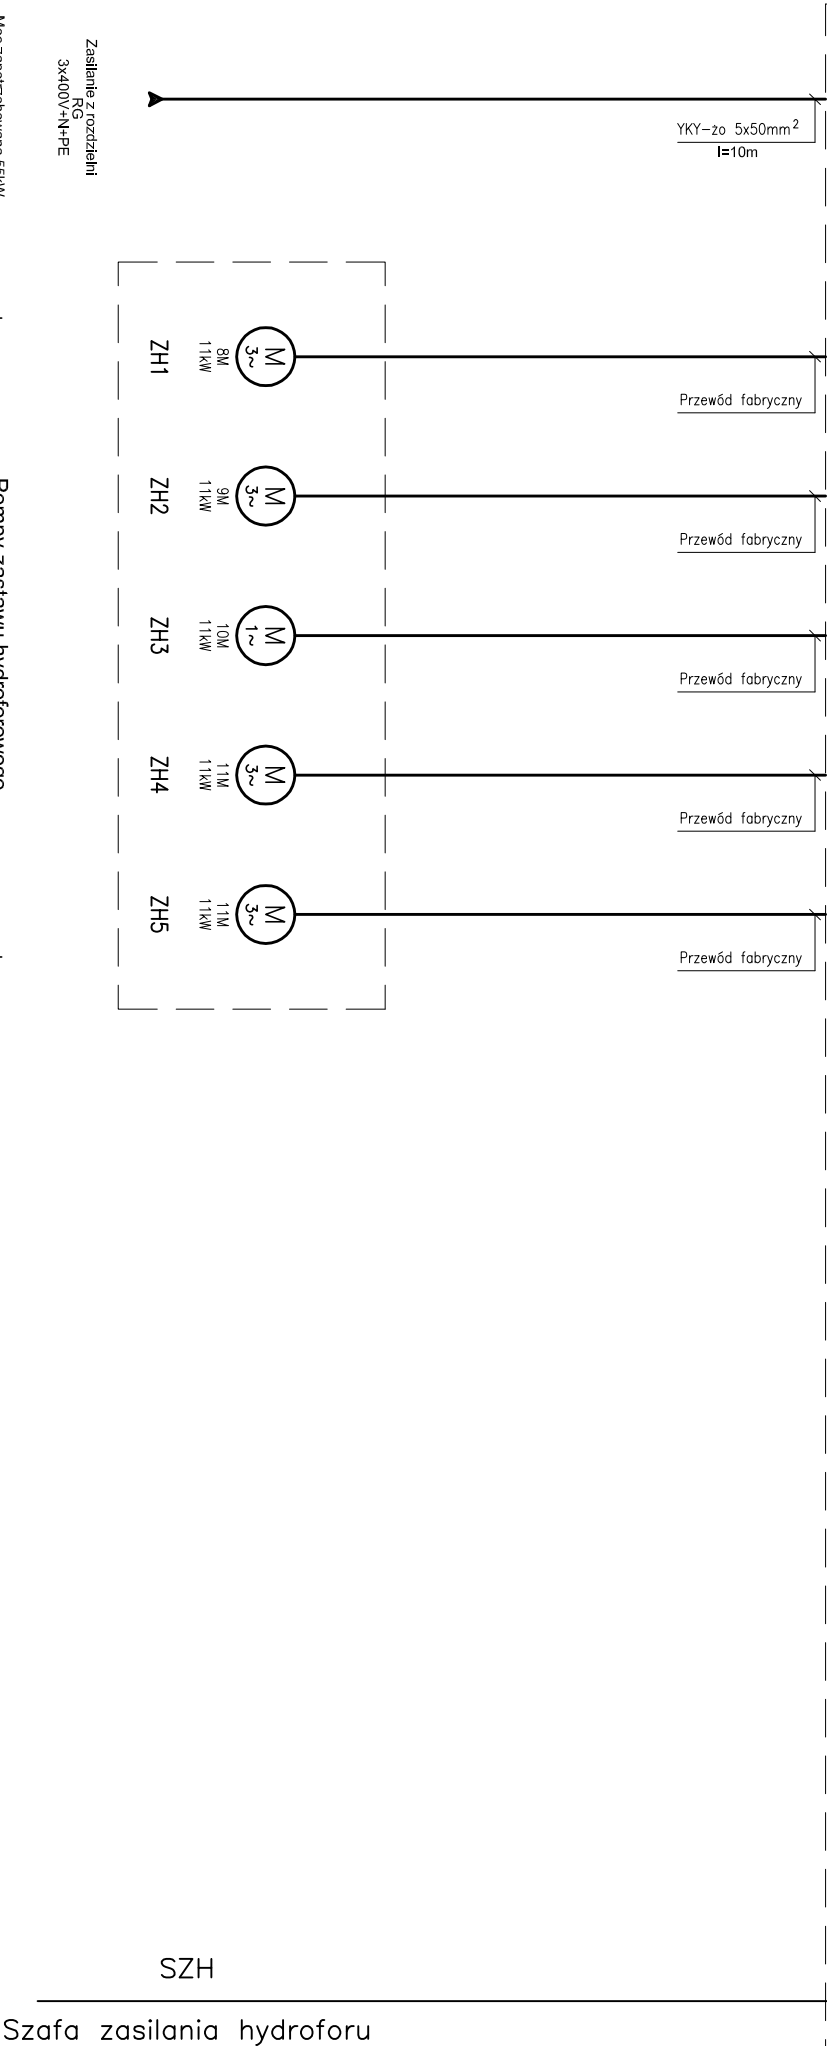 Zasilanie z rozdzielni
RG
3x400V+N+PE
YKY-żo 5x50mm²
l=10m
ZH1
8M
11kW
M
3~
Przewód fabryczny
ZH2
9M
11kW
M
3~
Przewód fabryczny
ZH3
10M
11kW
M
1~
Przewód fabryczny
ZH4
11M
11kW
M
3~
Przewód fabryczny
ZH5
11M
11kW
M
3~
Przewód fabryczny
SZH
Szafa zasilania hydroforu